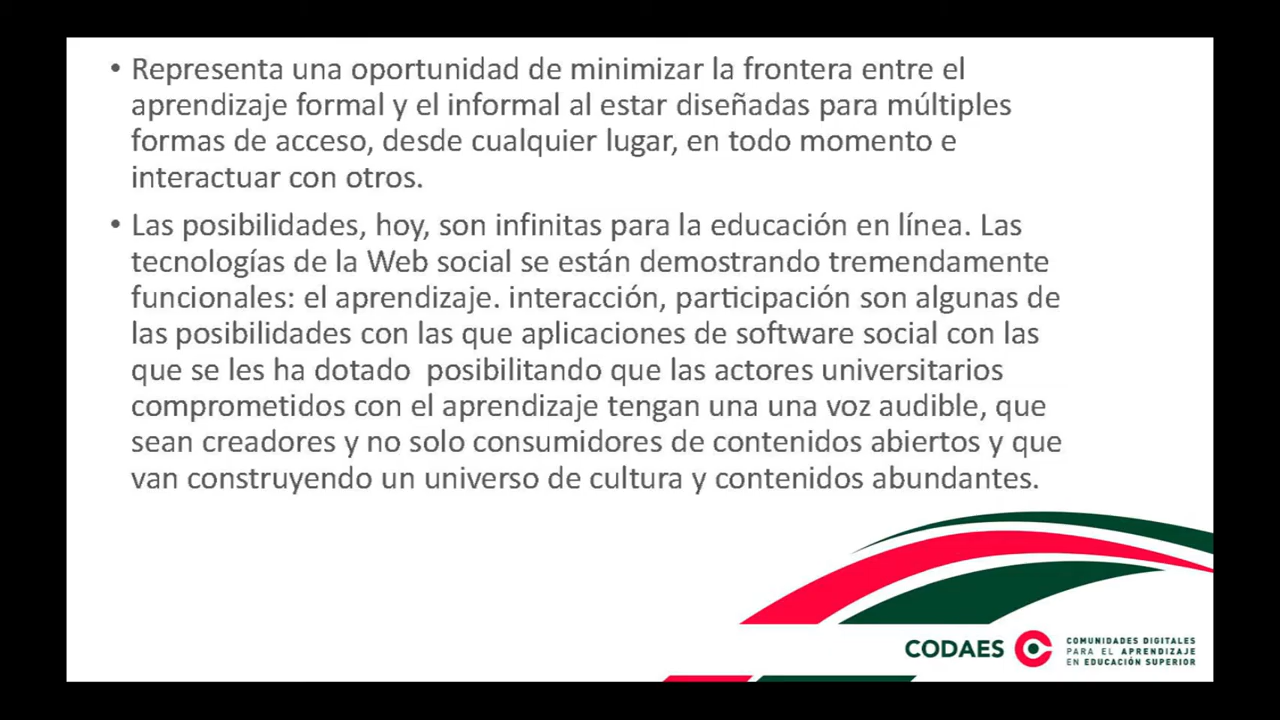 • Representa una oportunidad de minimizar la frontera entre el
aprendizaje formal y el informal al estar diseñadas para múltiples
formas de acceso, desde cualquier lugar, en todo momento e
interactuar con otros.
• Las posibilidades, hoy, son infinitas para la educación en línea. Las
tecnologías de la Web social se están demostrando tremendamente
funcionales: el aprendizaje. interacción, participación son algunas de
las posibilidades con las que aplicaciones de software social con las
que se les ha dotado  posibilitando que las actores universitarios
comprometidos con el aprendizaje tengan una una voz audible, que
sean creadores y no solo consumidores de contenidos abiertos y que
van construyendo un universo de cultura y contenidos abundantes.
CODAES
COMUNIDADES DIGITALES
PARA EL APRENDIZAJE
EN EDUCACIÓN SUPERIOR